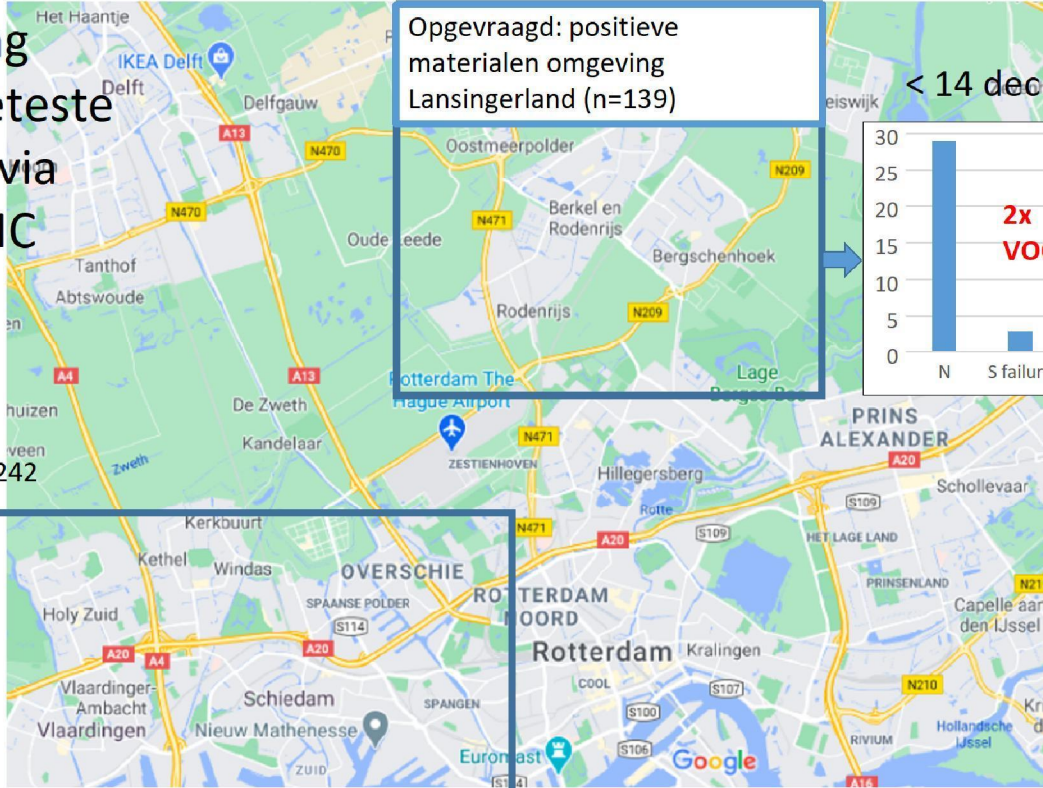 Het Haantje
IKEA Delft
Delft
Delfgauw
A13
N470
N470
Tanthof
Abtswoude
Oude Leede
A4
A13
De Zweth
Kandelaar
Zweth
242
Opgevraagd: positieve
materialen omgeving
Lansingerland (n=139)
Oostmeerpolder
N209
N471
Berkel en
Rodenrijs
Bergschenhoek
Rodenrijs
N209
Rotterdam The
Hague Airport
Lage
Bergse Bos
< 14 dec
30
25
20
15
10
5
0
2x
N
ZESTIENHOVEN
N471
Hillegersberg
Rotte
N471
A20
S109
PRINS
ALEXANDER
A20
Schollevaar
S109
HET LAGE LAND
PRINSENLAND
Capelle aan
den IJssel
Kerkbuurt
Kethel
Windas
OVERSCHIE
SPAANSE POLDER
S114
Holy Zuid
A20
A4
A20
Vlaardinger-
Ambacht
Vlaardingen
Schiedam
Nieuw Mathenesse
ZUID
SPANGEN
ROTTERDAM
NOORD
Rotterdam
Kralingen
COOL
S107
S100
S106
Euromast
Google
N210
RIVIUM
Hollandsche
IJssel
A16